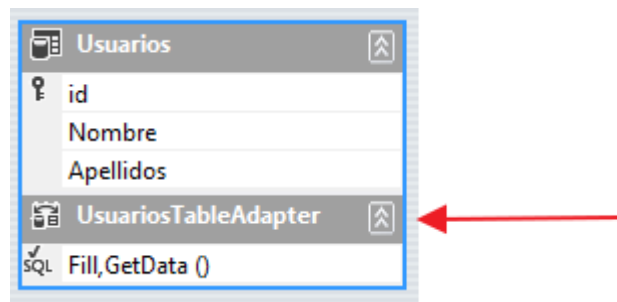 Usuarios
id
Nombre
Apellidos
UsuariosTableAdapter
SQL Fill,GetData ()